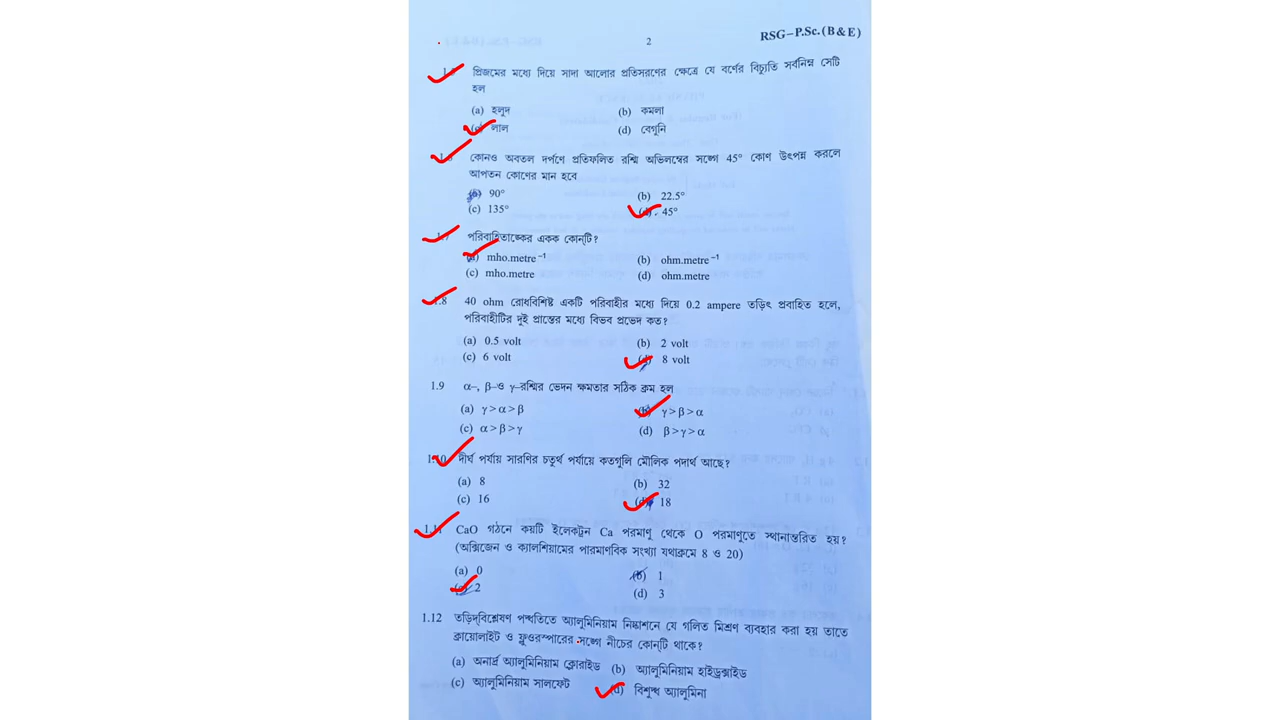 2
RSG-P.Sc.(B & E)
প্রিজমের মধ্যে দিয়ে সাদা আলোর প্রতিসরণের ক্ষেত্রে যে বর্ণের বিচ্যুতি সর্বনিম্ন সেটি
হল
(a) হলুদ (b) কমলা
লাল (d) বেগুনি
কোনও অবতল দর্পণে প্রতিফলিত রশ্মি অভিলম্বের সঙ্গে 45° কোণ উৎপন্ন করলে
আপতন কোণের মান হবে
90° (b) 22.5°
(c) 135° 45°
পরিবাহিতাঙ্কের একক কোন্‌টি?
(a) mho.metre⁻¹ (b) ohm.metre⁻¹
(c) mho.metre (d) ohm.metre
1.8 40 ohm রোধবিশিষ্ট একটি পরিবাহীর মধ্যে দিয়ে 0.2 ampere তড়িৎ প্রবাহিত হলে,
পরিবাহীটির দুই প্রান্তের মধ্যে বিভব প্রভেদ কত?
(a) 0.5 volt (b) 2 volt
(c) 6 volt 8 volt
1.9 α-, β-ও γ-রশ্মির ভেদন ক্ষমতার সঠিক ক্রম হল
(a) γ>α>β γ>β>α
(c) α>β>γ (d) β>γ>α
1.10 দীর্ঘ পর্যায় সারণির চতুর্থ পর্যায়ে কতগুলি মৌলিক পদার্থ আছে?
(a) 8 (b) 32
(c) 16 (d) 18
1.11 CaO গঠনে কয়টি ইলেকট্রন Ca পরমাণু থেকে O পরমাণুতে স্থানান্তরিত হয়?
(অক্সিজেন ও ক্যালশিয়ামের পারমাণবিক সংখ্যা যথাক্রমে 8 ও 20)
(a) 0 (b) 1
2 (d) 3
1.12 তড়িদ্‌বিশ্লেষণ পদ্ধতিতে অ্যালুমিনিয়াম নিষ্কাশনে যে গলিত মিশ্রণ ব্যবহার করা হয় তাতে
ক্রায়োলাইট ও ফ্লুওরস্পারের সঙ্গে নীচের কোন্‌টি থাকে?
(a) অনার্দ্র অ্যালুমিনিয়াম ক্লোরাইড (b) অ্যালুমিনিয়াম হাইড্রক্সাইড
(c) অ্যালুমিনিয়াম সালফেট (d) বিশুদ্ধ অ্যালুমিনা